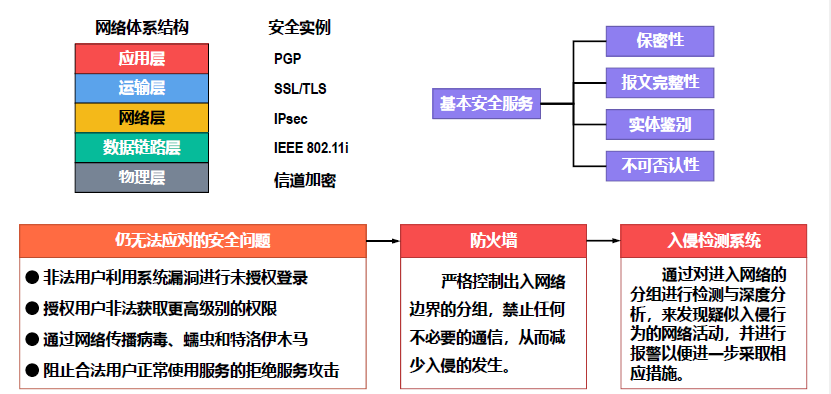 网络体系结构 安全实例
应用层 PGP
运输层 SSL/TLS
网络层 IPsec
数据链路层 IEEE 802.11i
物理层 信道加密
基本安全服务
保密性
报文完整性
实体鉴别
不可否认性
仍无法应对的安全问题
● 非法用户利用系统漏洞进行未授权登录
● 授权用户非法获取更高级别的权限
● 通过网络传播病毒、蠕虫和特洛伊木马
● 阻止合法用户正常使用服务的拒绝服务攻击
防火墙
严格控制出入网络
边界的分组，禁止任何
不必要的通信，从而减
少入侵的发生。
入侵检测系统
通过对进入网络的
分组进行检测与深度分
析，来发现疑似入侵行
为的网络活动，并进行
报警以便进一步采取相
应措施。